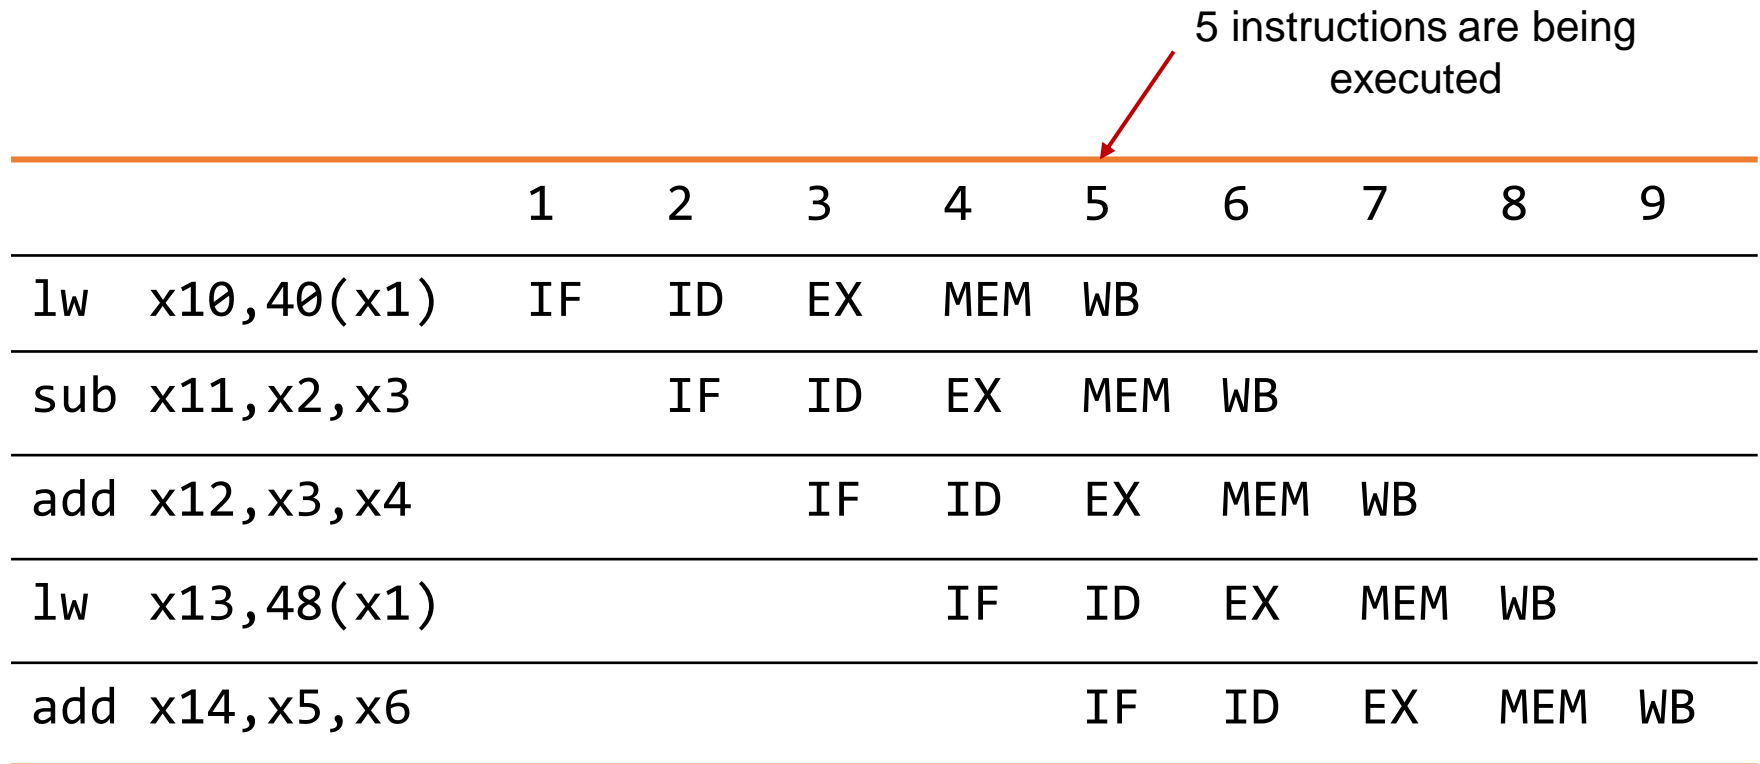 5 instructions are being
executed
1 2 3 4 5 6 7 8 9
lw x10,40(x1) IF ID EX MEM WB
sub x11,x2,x3 IF ID EX MEM WB
add x12,x3,x4 IF ID EX MEM WB
lw x13,48(x1) IF ID EX MEM WB
add x14,x5,x6 IF ID EX MEM WB